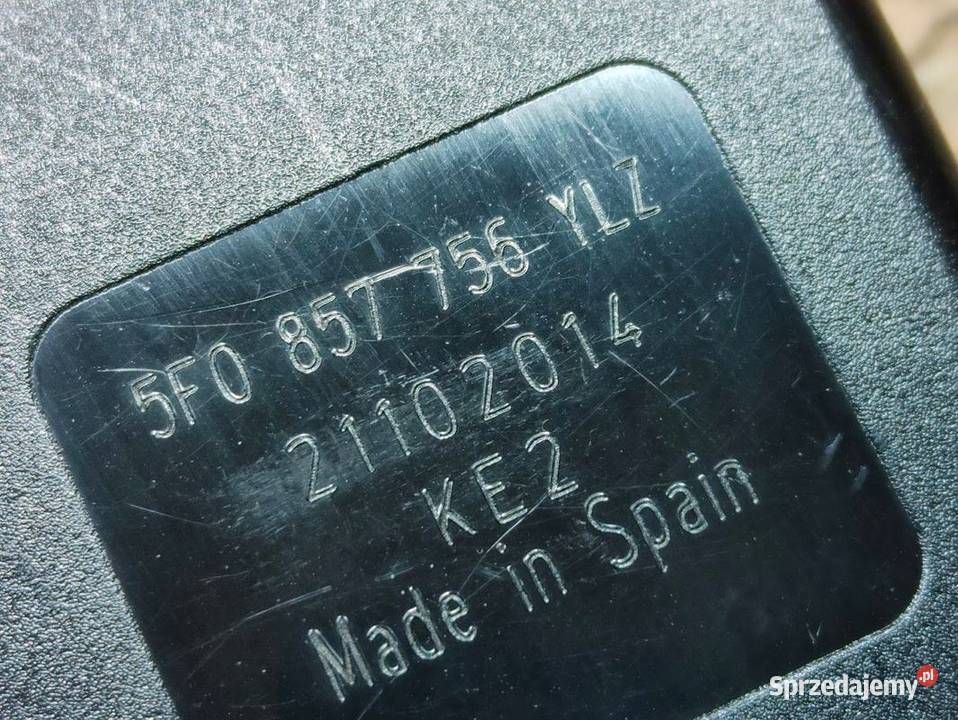 5F0 857 756 YLZ
21102014
KE2
Made in Spain
Sprzedajemy.pl